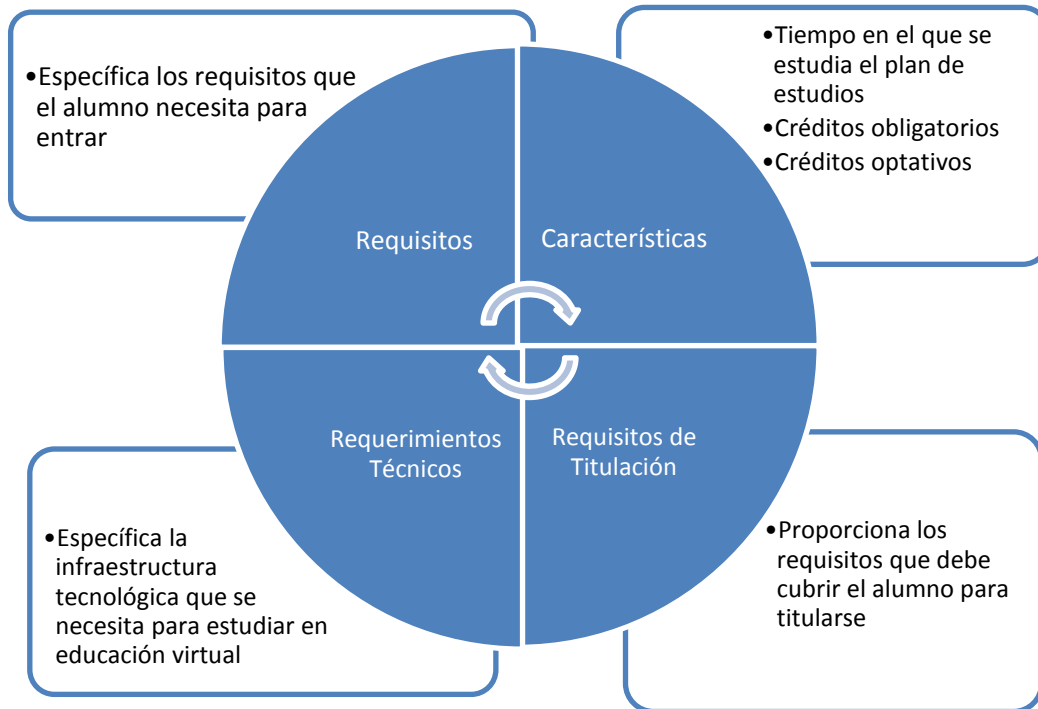 •Específica los requisitos que
el alumno necesita para
entrar
•Tiempo en el que se
estudia el plan de
estudios
•Créditos obligatorios
•Créditos optativos
Requisitos
Característicias
Requerimientos
Técnicos
Requisitos de
Titulación
•Específica la
infraestructura
tecnológica que se
necesita para estudiar en
educación virtual
•Proporciona los
requisitos que debe
cubrir el alumno para
titularse